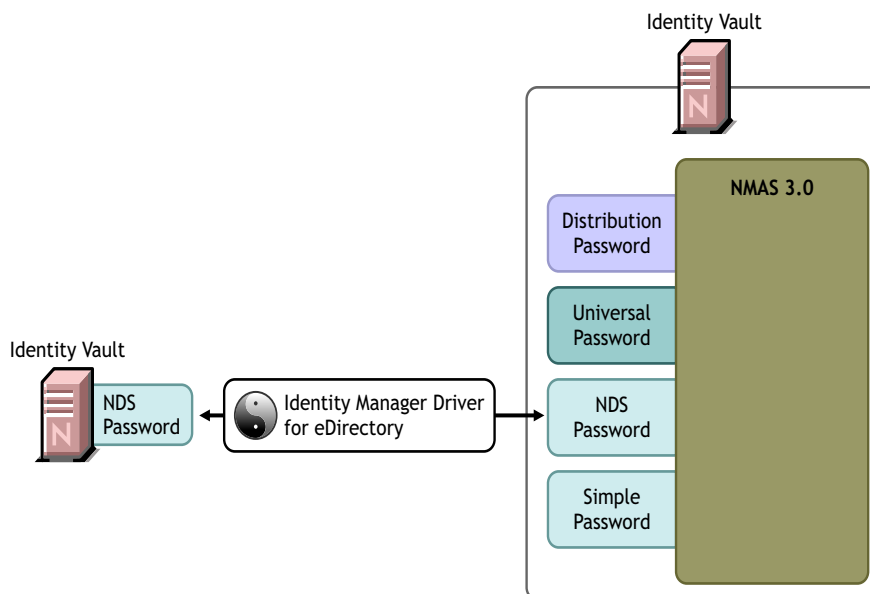 Identity Vault
N
NMAS 3.0
Distribution
Password
Universal
Password
Identity Vault
N
NDS
Password
Identity Manager Driver
for eDirectory
NDS
Password
Simple
Password